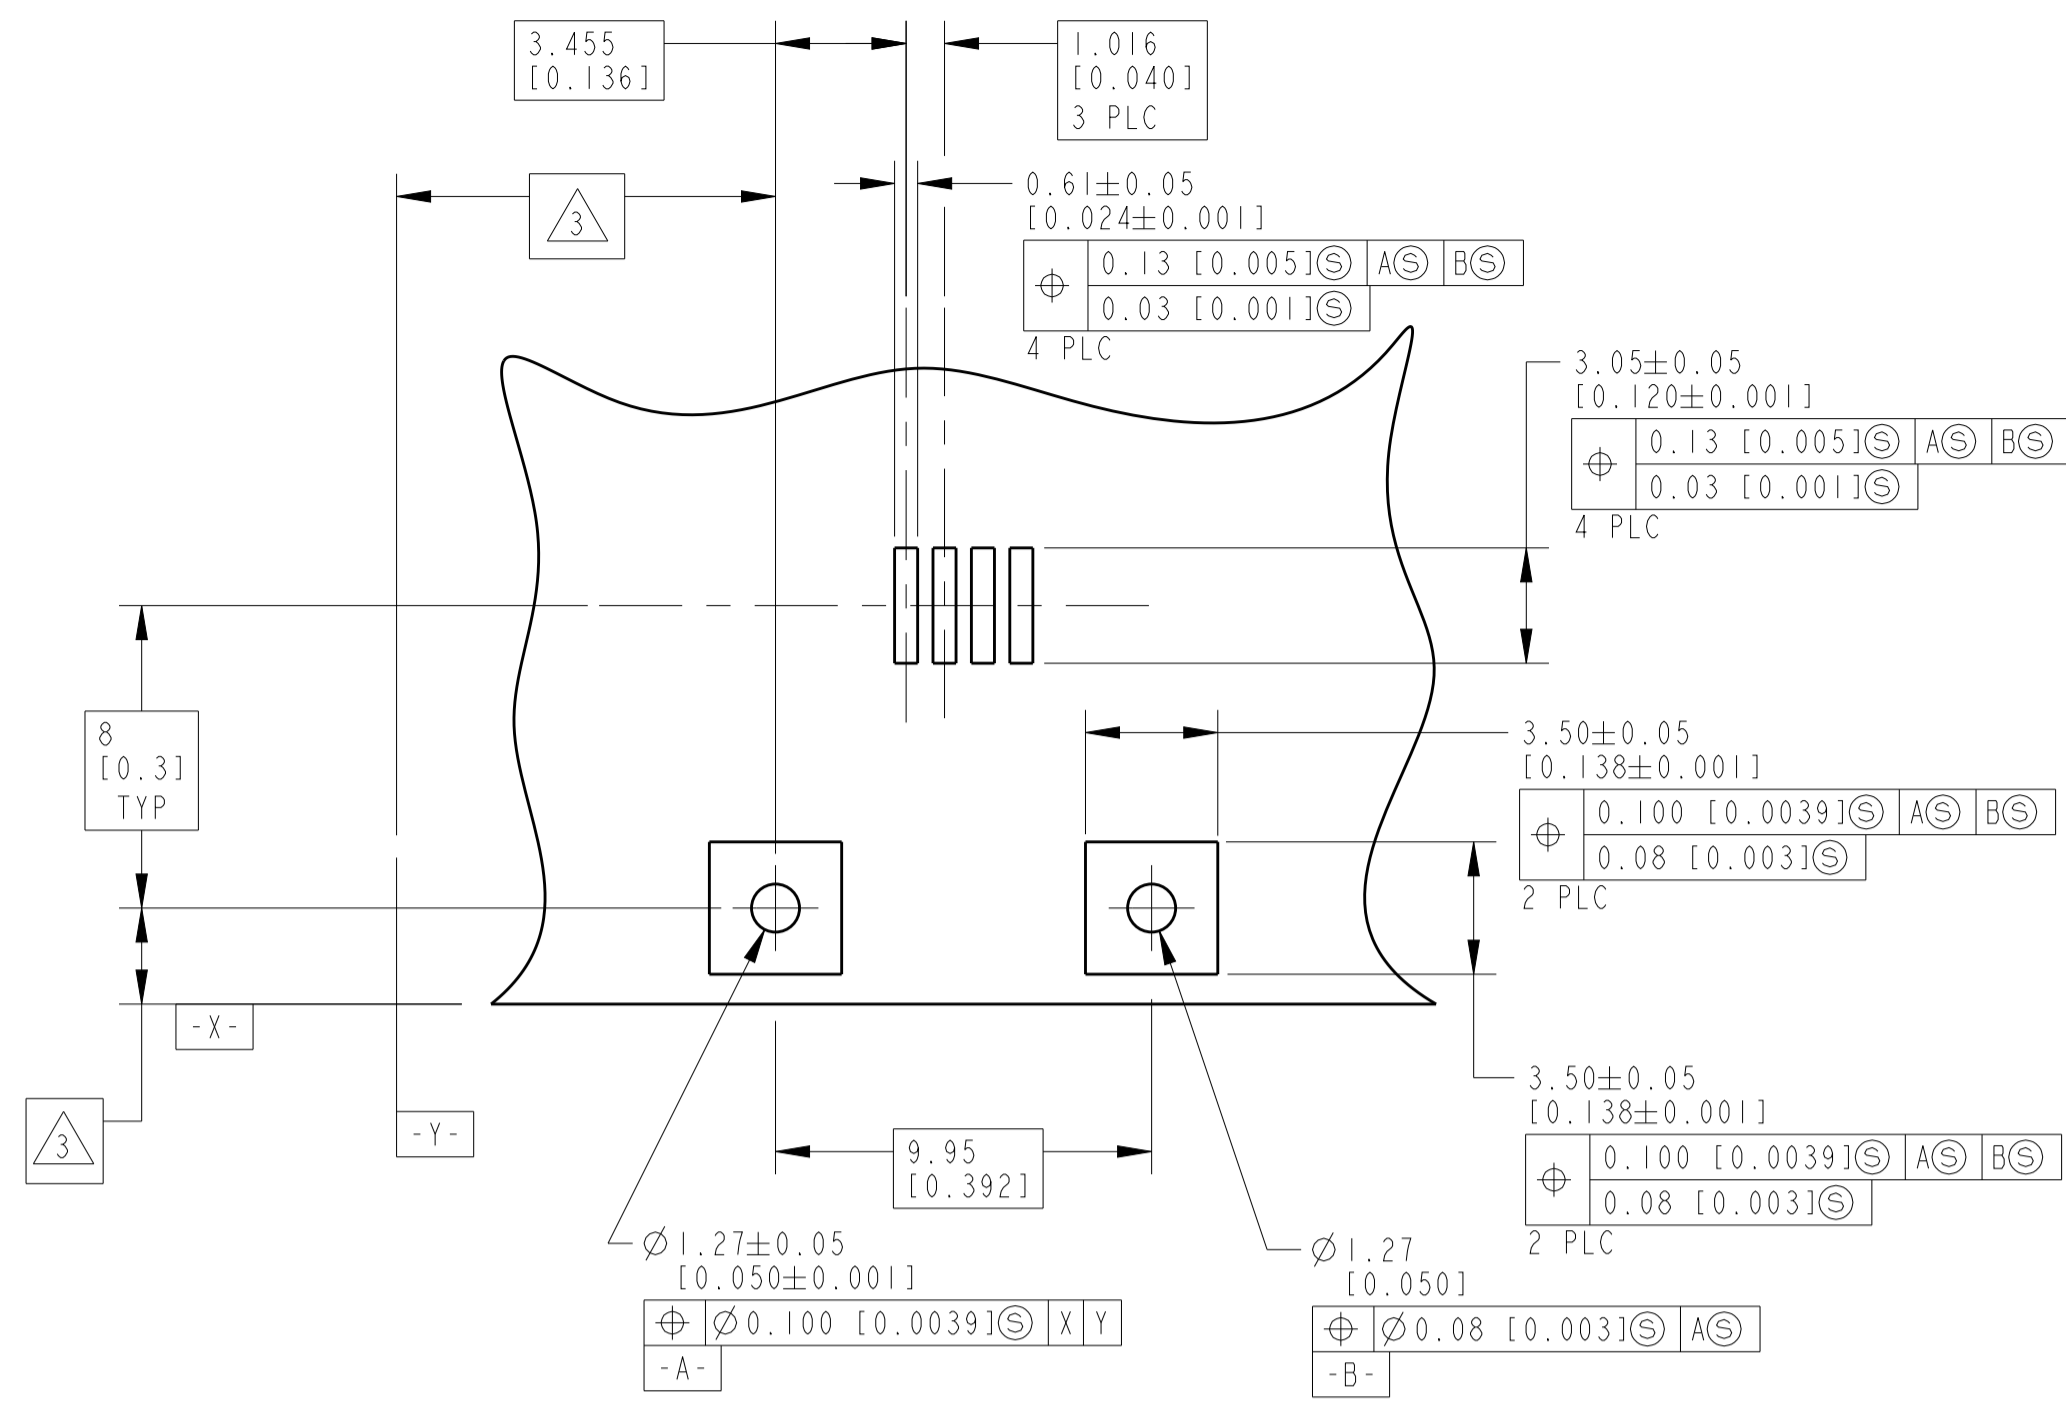 3.455
[0.136]
1.016
[0.040]
3 PLC
3
0.61±0.05
[0.024±0.001]
⌖ 0.13 [0.005]Ⓢ AⓈ BⓈ
0.03 [0.001]Ⓢ
4 PLC
3.05±0.05
[0.120±0.001]
⌖ 0.13 [0.005]Ⓢ AⓈ BⓈ
0.03 [0.001]Ⓢ
4 PLC
8
[0.3]
TYP
3.50±0.05
[0.138±0.001]
⌖ 0.100 [0.0039]Ⓢ AⓈ BⓈ
0.08 [0.003]Ⓢ
2 PLC
-X-
3
-Y-
3.50±0.05
[0.138±0.001]
⌖ 0.100 [0.0039]Ⓢ AⓈ BⓈ
0.08 [0.003]Ⓢ
2 PLC
9.95
[0.392]
∅1.27±0.05
[0.050±0.001]
⌖ ∅0.100 [0.0039]Ⓢ X Y
-A-
∅1.27
[0.050]
⌖ ∅0.08 [0.003]Ⓢ AⓈ
-B-